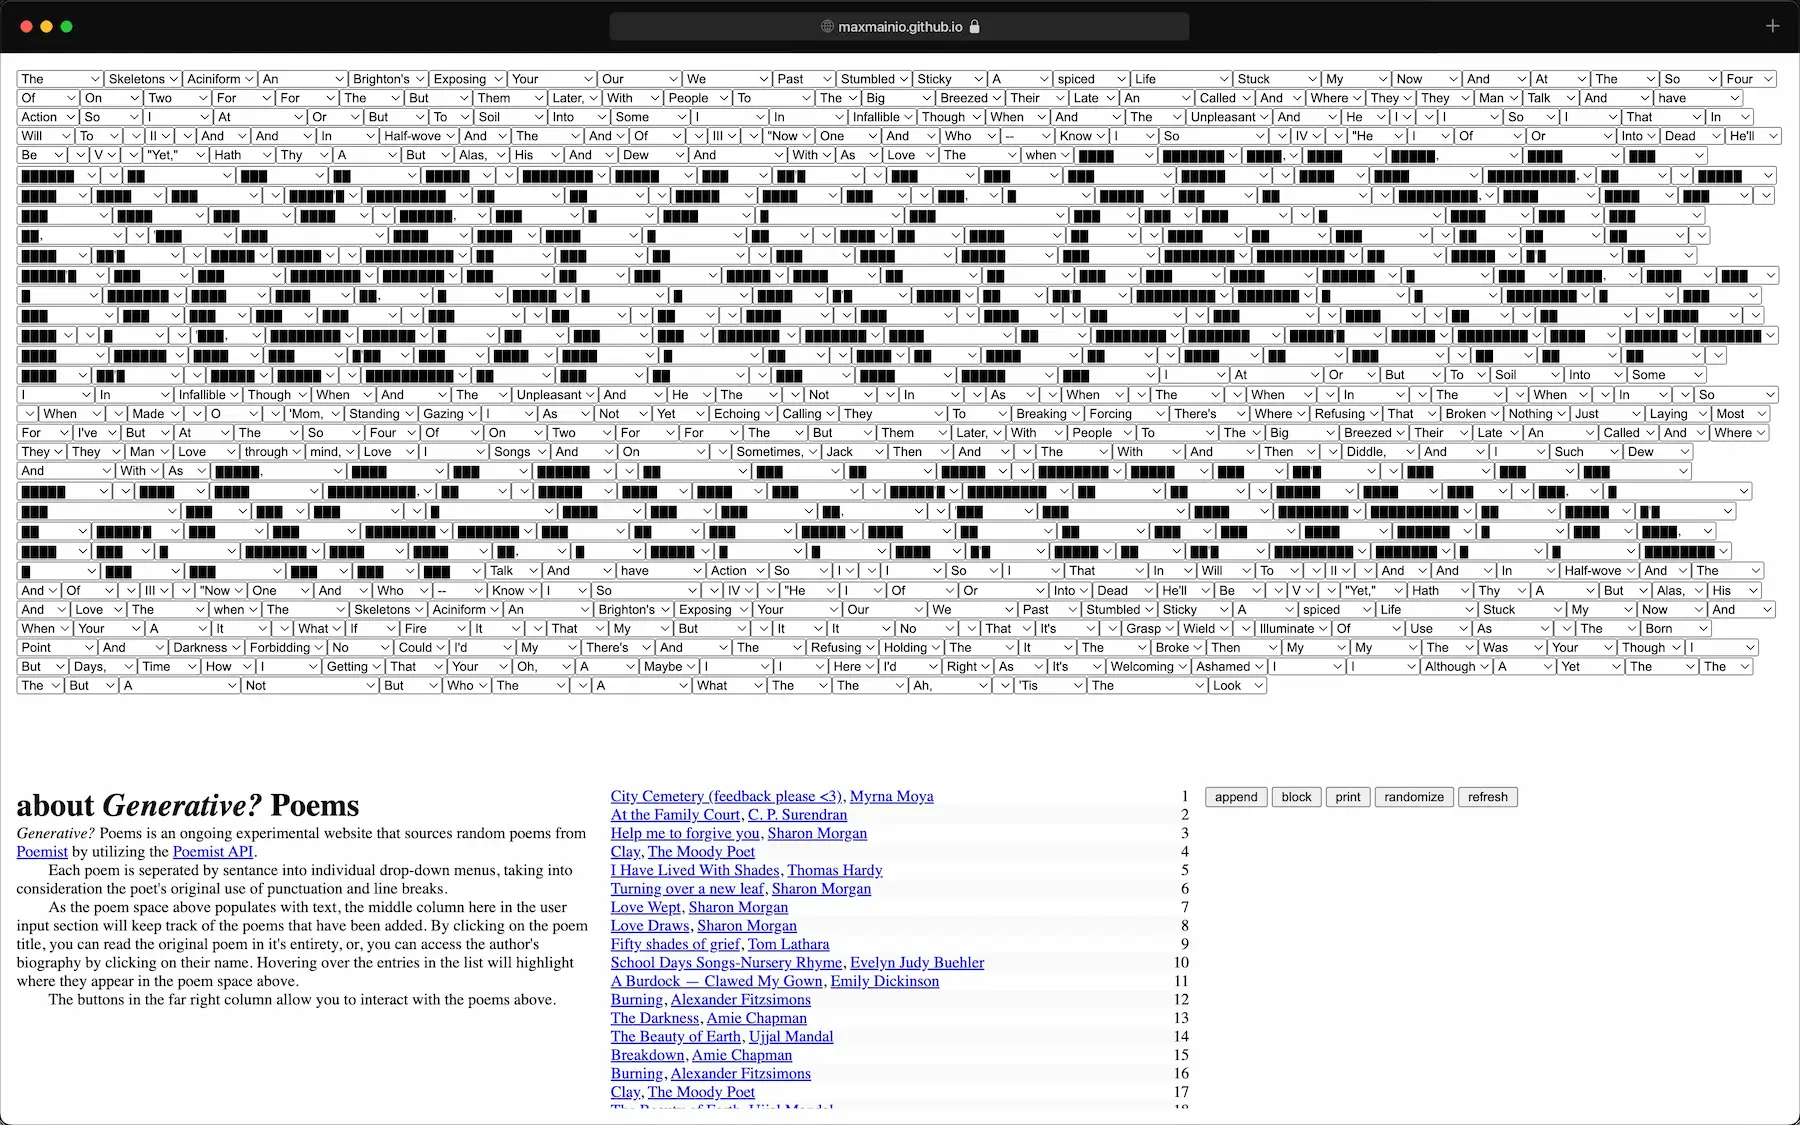 maxmainio.github.io
The Skeletons Aciniform An Brighton's Exposing Your Our We Past Stumbled Sticky A spiced Life Stuck My Now And At The So Four
Of On Two For For The But Them Later, With People To The Big Breezed Their Late An Called And Where They They Man Talk And have
Action So I At Or But To Soil Into Some I In Infallible Though When And The Unpleasant And He I I So I That In
Will To II And And In Half-wove And The And Of III "Now One And Who -- Know I So IV "He I Of Or Into Dead He'll
Be V "Yet," Hath Thy A But Alas, His And Dew And With As Love The when
I At Or But To Soil Into Some
I In Infallible Though When And The Unpleasant And He The Not In As When The When In The When In So
When Made O 'Mom, Standing Gazing I As Not Yet Echoing Calling They To Breaking Forcing There's Where Refusing That Broken Nothing Just Laying Most
For I've But At The So Four Of On Two For For The But Them Later, With People To The Big Breezed Their Late An Called And Where
They They Man Love through mind, Love I Songs And On Sometimes, Jack Then And The With And Then Diddle, And I Such Dew
And With As
Talk And have Action So I I So I That In Will To II And And In Half-wove And The
And Of III "Now One And Who -- Know I So IV "He I Of Or Into Dead He'll Be V "Yet," Hath Thy A But Alas, His
And Love The when The Skeletons Aciniform An Brighton's Exposing Your Our We Past Stumbled Sticky A spiced Life Stuck My Now And
When Your A It What If Fire It That My But It It No That It's Grasp Wield Illuminate Of Use As The Born
Point And Darkness Forbidding No Could I'd My There's And The Refusing Holding The It The Broke Then My My The Was Your Though I
But Days, Time How I Getting That Your Oh, A Maybe I I Here I'd Right As It's Welcoming Ashamed I I Although A Yet The The
The But A Not But Who The A What The The Ah, 'Tis The Look
about Generative? Poems
Generative? Poems is an ongoing experimental website that sources random poems from
Poemist by utilizing the Poemist API.
Each poem is seperated by sentance into individual drop-down menus, taking into
consideration the poet's original use of punctuation and line breaks.
As the poem space above populates with text, the middle column here in the user
input section will keep track of the poems that have been added. By clicking on the poem
title, you can read the original poem in it's entirety, or, you can access the author's
biography by clicking on their name. Hovering over the entries in the list will highlight
where they appear in the poem space above.
The buttons in the far right column allow you to interact with the poems above.
City Cemetery (feedback please <3), Myrna Moya 1
At the Family Court, C. P. Surendran 2
Help me to forgive you, Sharon Morgan 3
Clay, The Moody Poet 4
I Have Lived With Shades, Thomas Hardy 5
Turning over a new leaf, Sharon Morgan 6
Love Wept, Sharon Morgan 7
Love Draws, Sharon Morgan 8
Fifty shades of grief, Tom Lathara 9
School Days Songs-Nursery Rhyme, Evelyn Judy Buehler 10
A Burdock — Clawed My Gown, Emily Dickinson 11
Burning, Alexander Fitzsimons 12
The Darkness, Amie Chapman 13
The Beauty of Earth, Ujjal Mandal 14
Breakdown, Amie Chapman 15
Burning, Alexander Fitzsimons 16
Clay, The Moody Poet 17
The Beauty of Earth, Ujjal Mandal 18
append block print randomize refresh